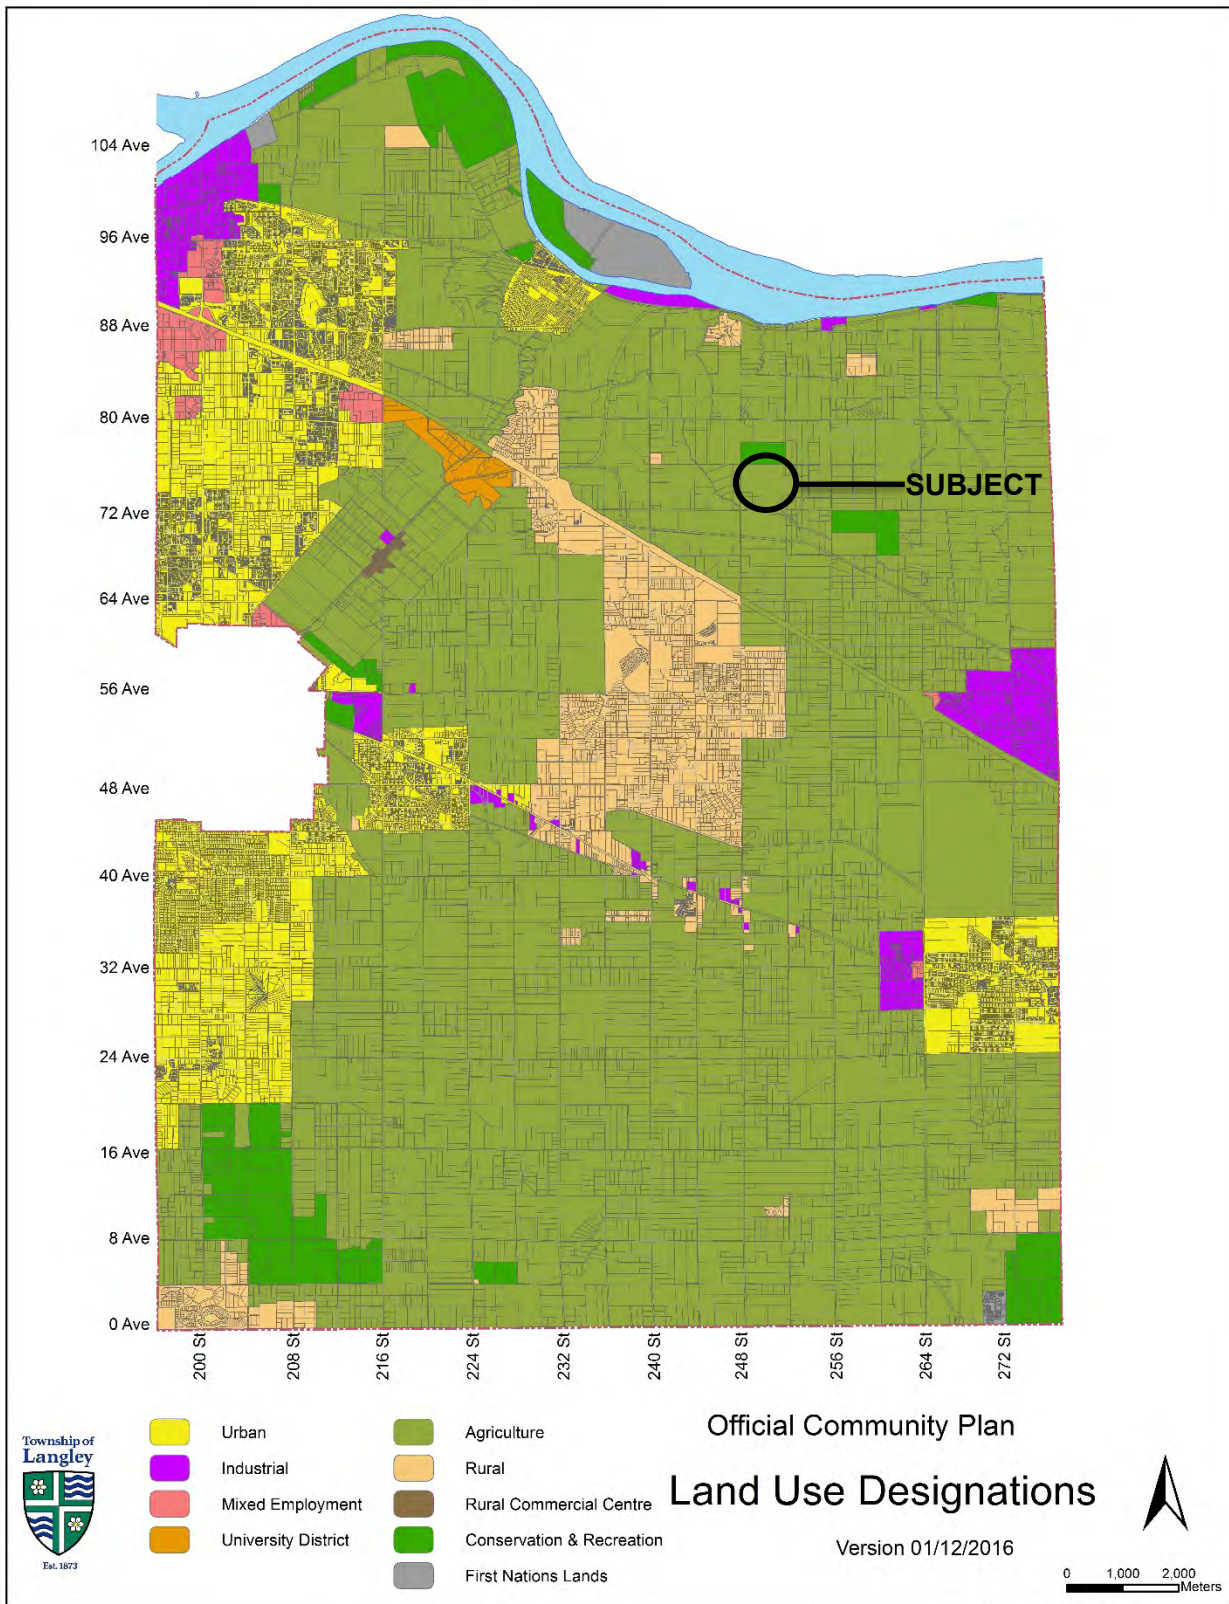 104 Ave
96 Ave
88 Ave
80 Ave
72 Ave
64 Ave
56 Ave
48 Ave
40 Ave
32 Ave
24 Ave
16 Ave
8 Ave
0 Ave
SUBJECT
200 St
208 St
216 St
224 St
232 St
240 St
248 St
256 St
264 St
272 St
Township of
Langley
Est. 1873
Urban
Industrial
Mixed Employment
University District
Agriculture
Rural
Rural Commercial Centre
Conservation & Recreation
First Nations Lands
Official Community Plan
Land Use Designations
Version 01/12/2016
0 1,000 2,000
Meters